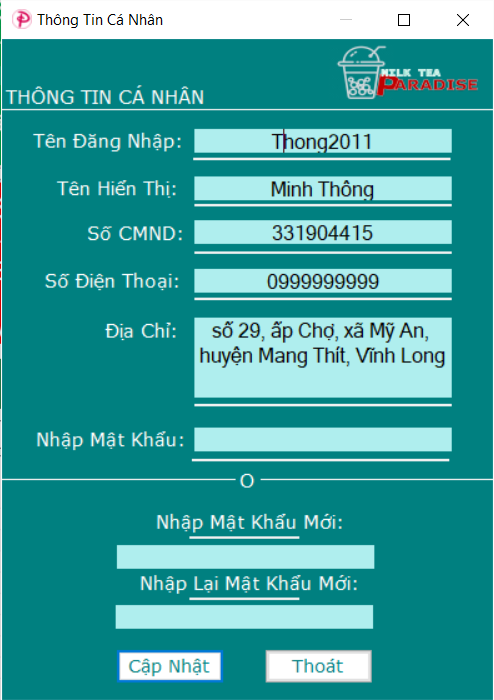 Thông Tin Cá Nhân
MILK TEA
PARADISE
THÔNG TIN CÁ NHÂN
Tên Đăng Nhập: Thong2011
Tên Hiển Thị: Minh Thông
Số CMND: 331904415
Số Điện Thoại: 0999999999
Địa Chỉ: số 29, ấp Chợ, xã Mỹ An,
huyện Mang Thít, Vĩnh Long
Nhập Mật Khẩu:
O
Nhập Mật Khẩu Mới:
Nhập Lại Mật Khẩu Mới:
Cập Nhật Thoát